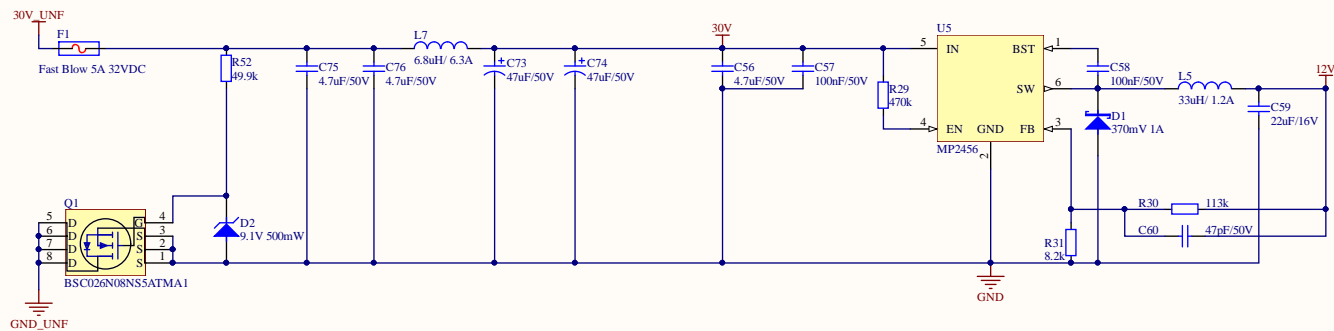 30V_UNF
F1
Fast Blow 5A 32VDC
R52
49.9k
C75
4.7uF/50V
C76
4.7uF/50V
L7
6.8uH/ 6.3A
C73
47uF/50V
C74
47uF/50V
30V
C56
4.7uF/50V
C57
100nF/50V
R29
470k
U5
5 IN BST 1
SW 6
4 EN GND FB 3
2
MP2456
C58
100nF/50V
L5
33uH/ 1.2A
12V
C59
22uF/16V
D1
370mV 1A
R30 113k
C60 47pF/50V
R31
8.2k
GND
Q1
5 D G 4
6 D S 3
7 D S 2
8 D S 1
BSC026N08NS5ATMA1
D2
9.1V 500mW
GND_UNF